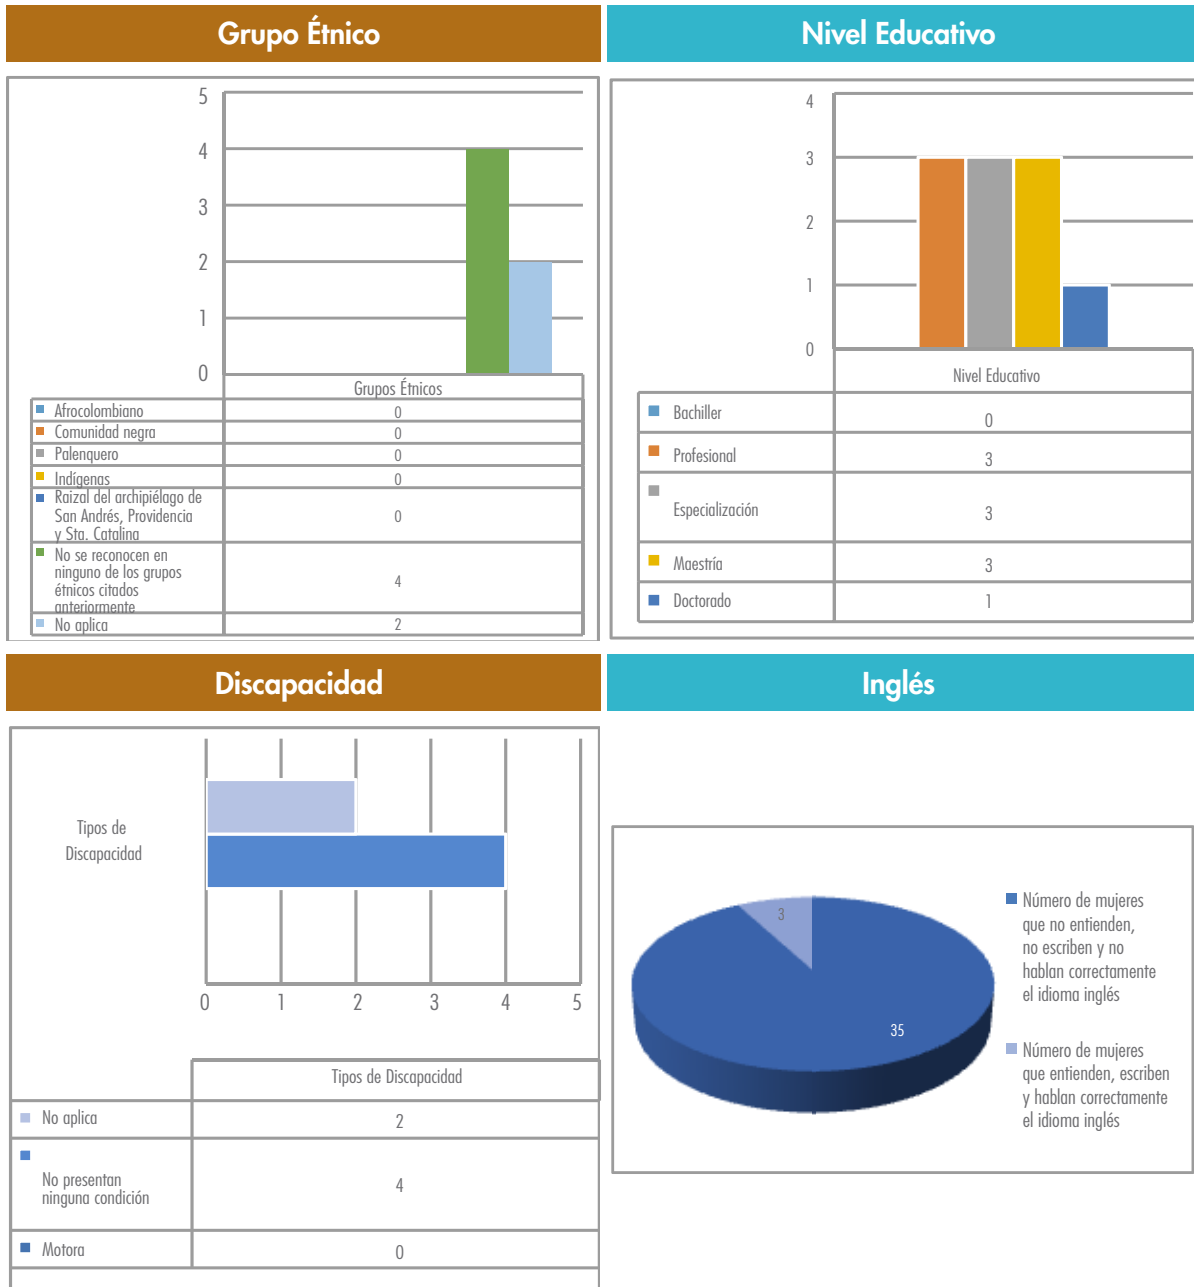 Grupo Étnico
5
4
3
2
1
0
Grupos Étnicos
Afrocolombiano 0
Comunidad negra 0
Palenquero 0
Indígenas 0
Raizal del archipiélago de
San Andrés, Providencia 0
y Sta. Catalina
No se reconocen en
ninguno de los grupos
étnicos citados 4
anteriormente
No aplica 2
Nivel Educativo
4
3
2
1
0
Nivel Educativo
Bachiller 0
Profesional 3
Especialización 3
Maestría 3
Doctorado 1
Discapacidad
Tipos de
Discapacidad
0 1 2 3 4 5
Tipos de Discapacidad
No aplica 2
No presentan 4
ninguna condición
Motora 0
Inglés
3
35
Número de mujeres
que no entienden,
no escriben y no
hablan correctamente
el idioma inglés
Número de mujeres
que entienden, escriben
y hablan correctamente
el idioma inglés